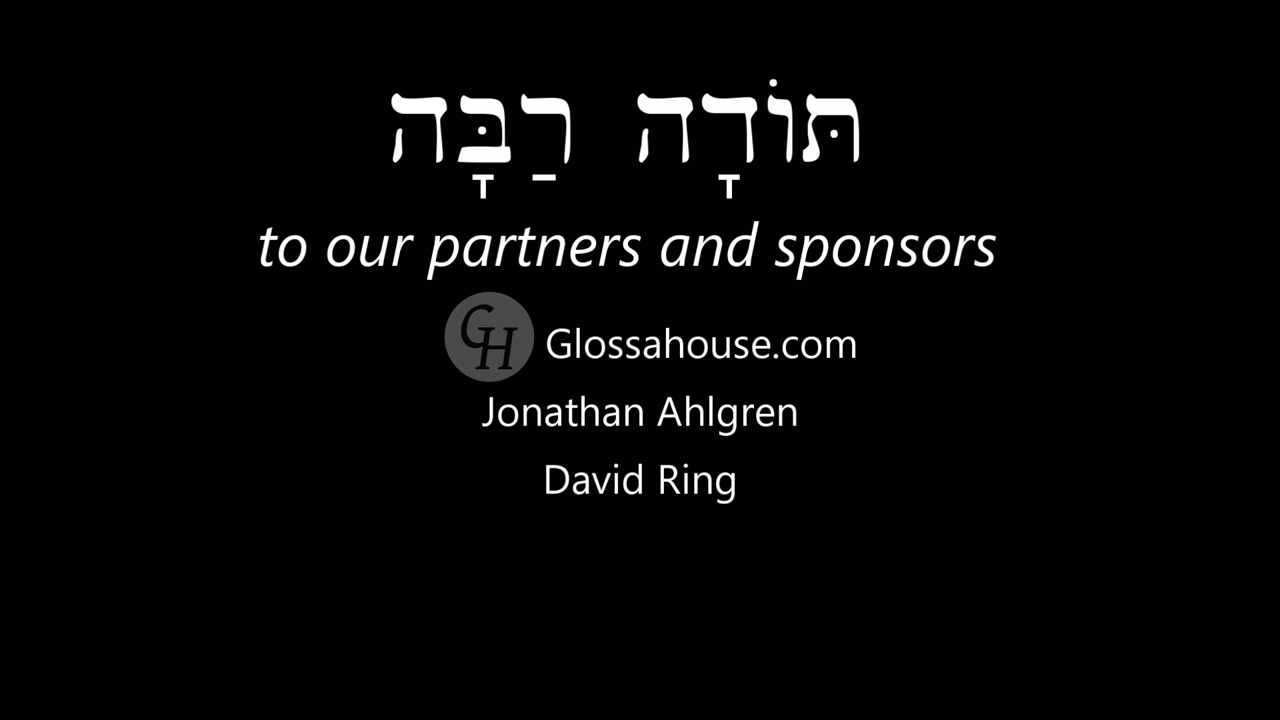 תּוֹדָה רַבָּה
to our partners and sponsors
GH Glossahouse.com
Jonathan Ahlgren
David Ring